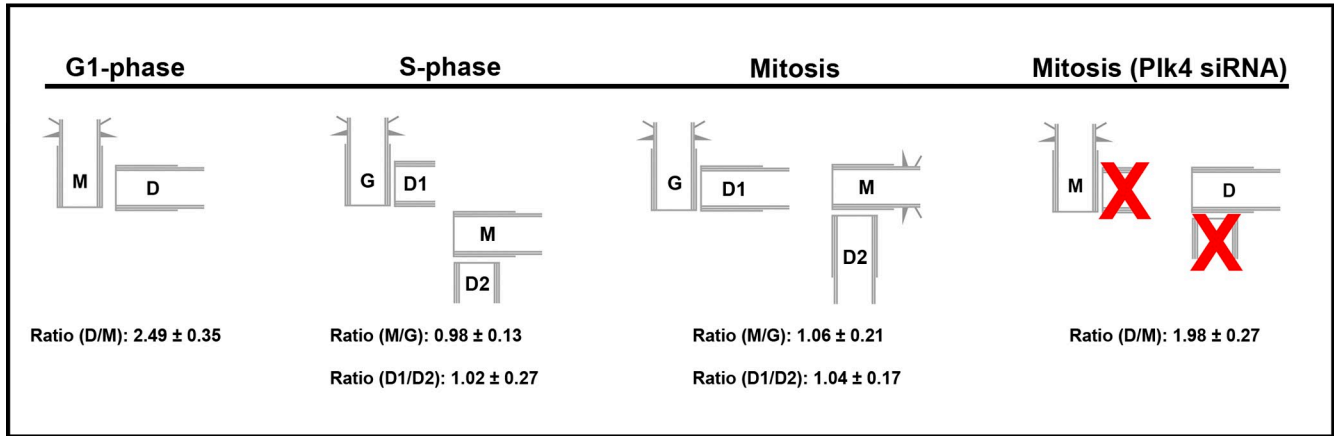 G1-phase
S-phase
Mitosis
Mitosis (Plk4 siRNA)
M
D
G
D1
M
D2
G
D1
M
D2
M
X
D
X
Ratio (D/M): 2.49 ± 0.35
Ratio (M/G): 0.98 ± 0.13
Ratio (D1/D2): 1.02 ± 0.27
Ratio (M/G): 1.06 ± 0.21
Ratio (D1/D2): 1.04 ± 0.17
Ratio (D/M): 1.98 ± 0.27